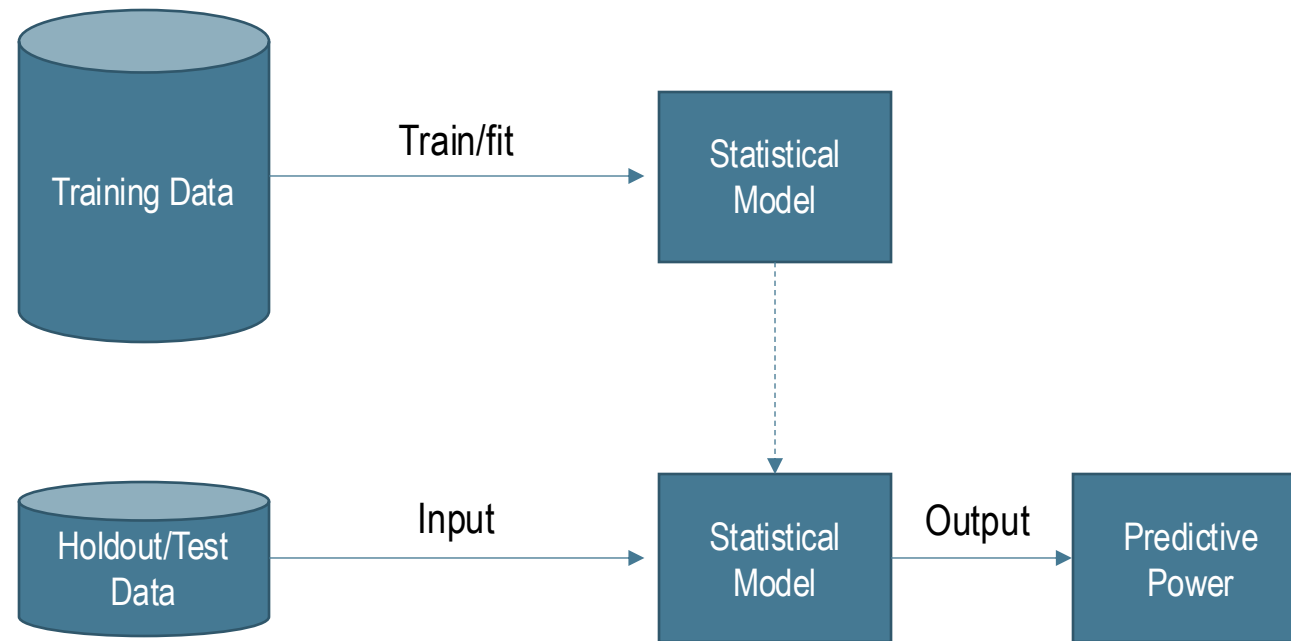 Training Data
Train/fit
Statistical
Model
Holdout/Test
Data
Input
Statistical
Model
Output
Predictive
Power